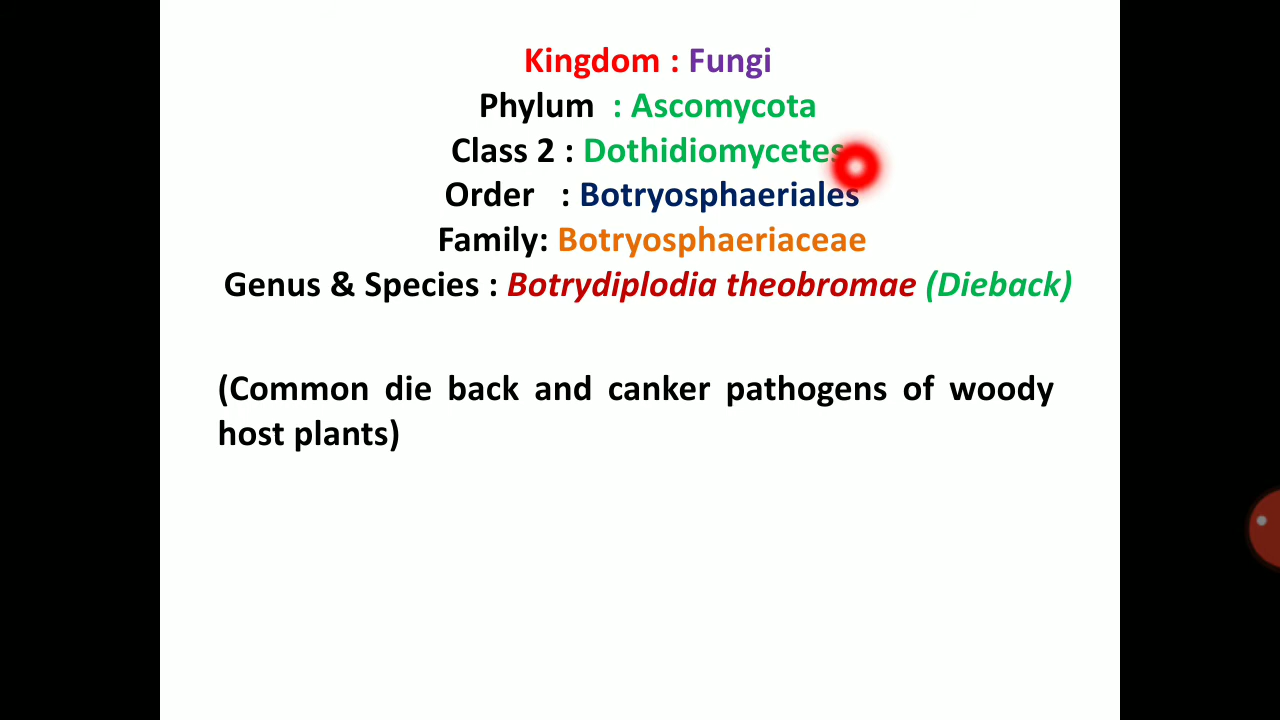 Kingdom : Fungi
Phylum : Ascomycota
Class 2 : Dothidiomycetes
Order : Botryosphaeriales
Family: Botryosphaeriaceae
Genus & Species : Botrydiplodia theobromae (Dieback)
(Common die back and canker pathogens of woody
host plants)